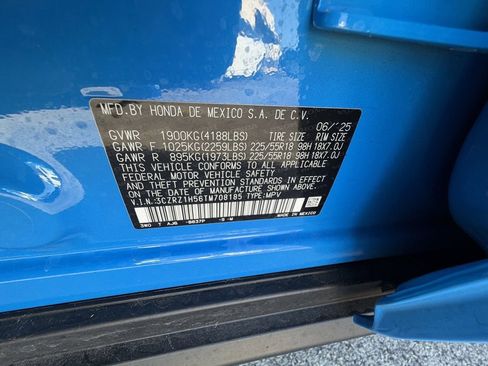 MFD.BY HONDA DE MEXICO S.A. DE C.V.
06/'25
GVWR 1900KG(4188LBS) TIRE SIZE RIM SIZE
GAWR F 1025KG(2259LBS) 225/55R18 98H 18X7.0J
GAWR R 895KG(1973LBS) 225/55R18 98H 18X7.0J
THIS VEHICLE CONFORMS TO ALL APPLICABLE
FEDERAL MOTOR VEHICLE SAFETY
STANDARDS IN EFFECT ON THE
DATE OF MANUFACTURE SHOWN ABOVE.
V.I.N.:3CZRZ1H56TM708185 TYPE:MPV
3W0 T AJ6 -B637P B M MADE IN MEXICO